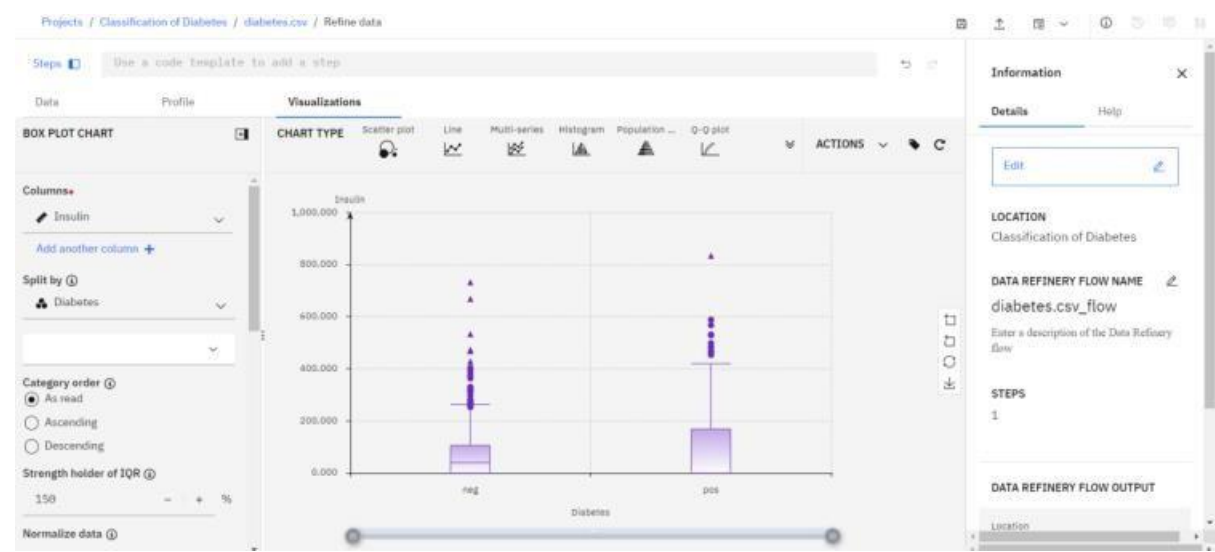 Projects / Classification of Diabetes / diabetes.csv / Refine data
Steps
Use a code template to add a step
Data
Profile
Visualizations
BOX PLOT CHART
Columns
Insulin
Add another column +
Split by
Diabetes
Category order
As read
Ascending
Descending
Strength holder of IQR
150 - + %
Normalize data
CHART TYPE
Scatter plot
Line
Multi-series
Histogram
Population ...
Q-Q plot
ACTIONS
Insulin
1,000.000
800.000
600.000
400.000
200.000
0.000
neg
pos
Diabetes
Information
Details
Help
Edit
LOCATION
Classification of Diabetes
DATA REFINERY FLOW NAME
diabetes.csv_flow
Enter a description of the Data Refinery
flow
STEPS
1
DATA REFINERY FLOW OUTPUT
Location